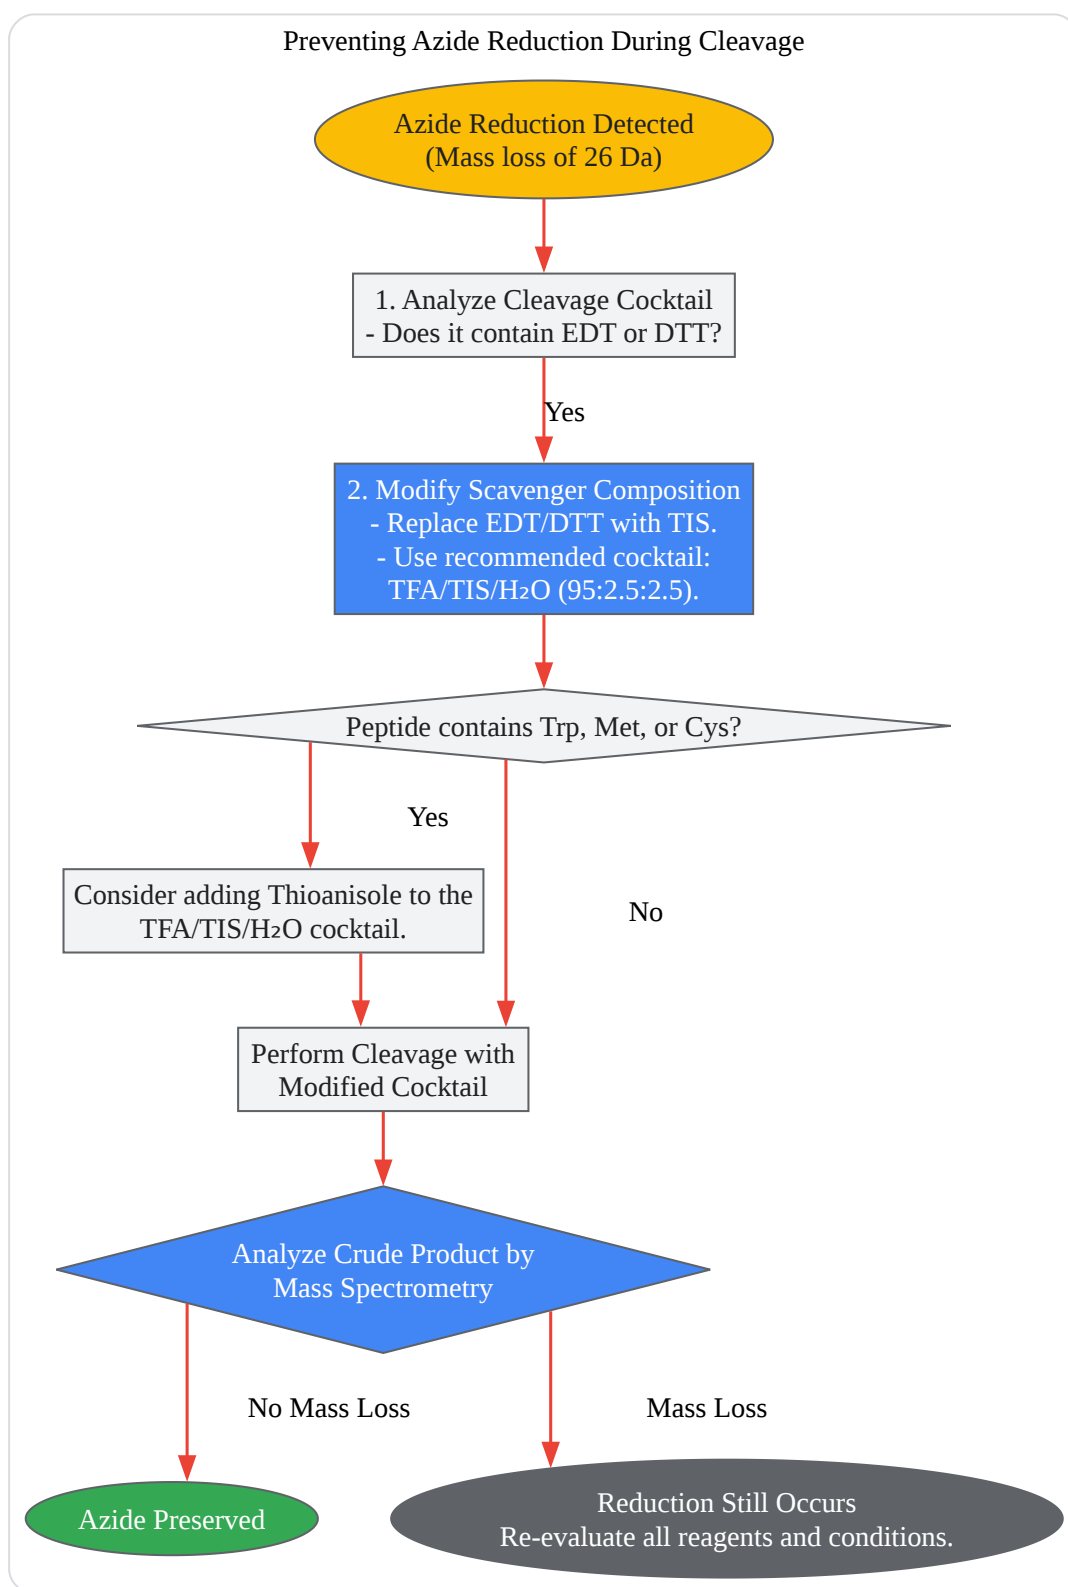 Preventing Azide Reduction During Cleavage
Azide Reduction Detected
(Mass loss of 26 Da)
1. Analyze Cleavage Cocktail
- Does it contain EDT or DTT?
Yes
2. Modify Scavenger Composition
- Replace EDT/DTT with TIS.
- Use recommended cocktail:
TFA/TIS/H₂O (95:2.5:2.5).
Peptide contains Trp, Met, or Cys?
Yes
Consider adding Thioanisole to the
TFA/TIS/H₂O cocktail.
No
Perform Cleavage with
Modified Cocktail
Analyze Crude Product by
Mass Spectrometry
No Mass Loss
Mass Loss
Azide Preserved
Reduction Still Occurs
Re-evaluate all reagents and conditions.